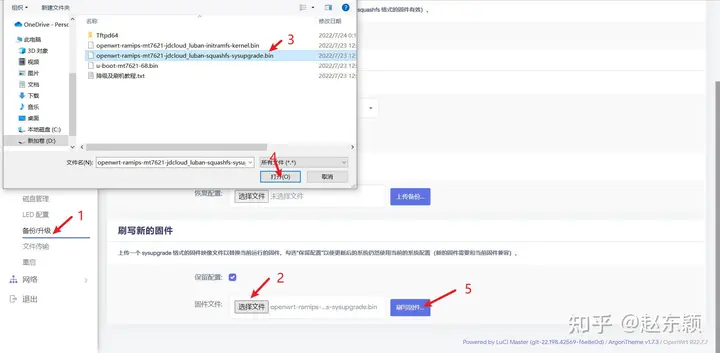 组织 新建文件夹
OneDrive - Perso
此电脑
3D 对象
视频
图片
文档
下载
音乐
桌面
本地磁盘 (C:)
新加卷 (D:)
名称
修改日期
Tftpd64
2022/7/24 0:1
openwrt-ramips-mt7621-jdcloud_luban-initramfs-kernel.bin
2022/7/23 12:
openwrt-ramips-mt7621-jdcloud_luban-squashfs-sysupgrade.bin
2022/7/23 12:
u-boot-mt7621-68.bin
2022/7/23 12:
降级及刷机教程.txt
2022/7/23 12:
3
文件名(N):
openwrt-ramips-mt7621-jdcloud_luban-squashfs-sysu
所有文件 (*.*)
4
打开(O)
取消
squashfs 格式的固件有效）。
磁盘管理
LED 配置
备份/升级
1
文件传输
重启
网络
退出
恢复配置:
选择文件
未选择文件
上传备份...
刷写新的固件
上传一个 sysupgrade 格式的固件映像文件以替换当前运行的固件。勾选“保留配置”以使更新后的系统仍然使用当前的系统配置（新的固件需要和当前固件兼容）。
保留配置:
2
5
固件文件:
选择文件
openwrt-ramips-...s-sysupgrade.bin
刷写固件...
知乎 @赵东颖
Powered by LuCI Master (git-22.198.42569-f6e8e0d) / ArgonTheme v1.7.3 / OpenWrt R22.7.2